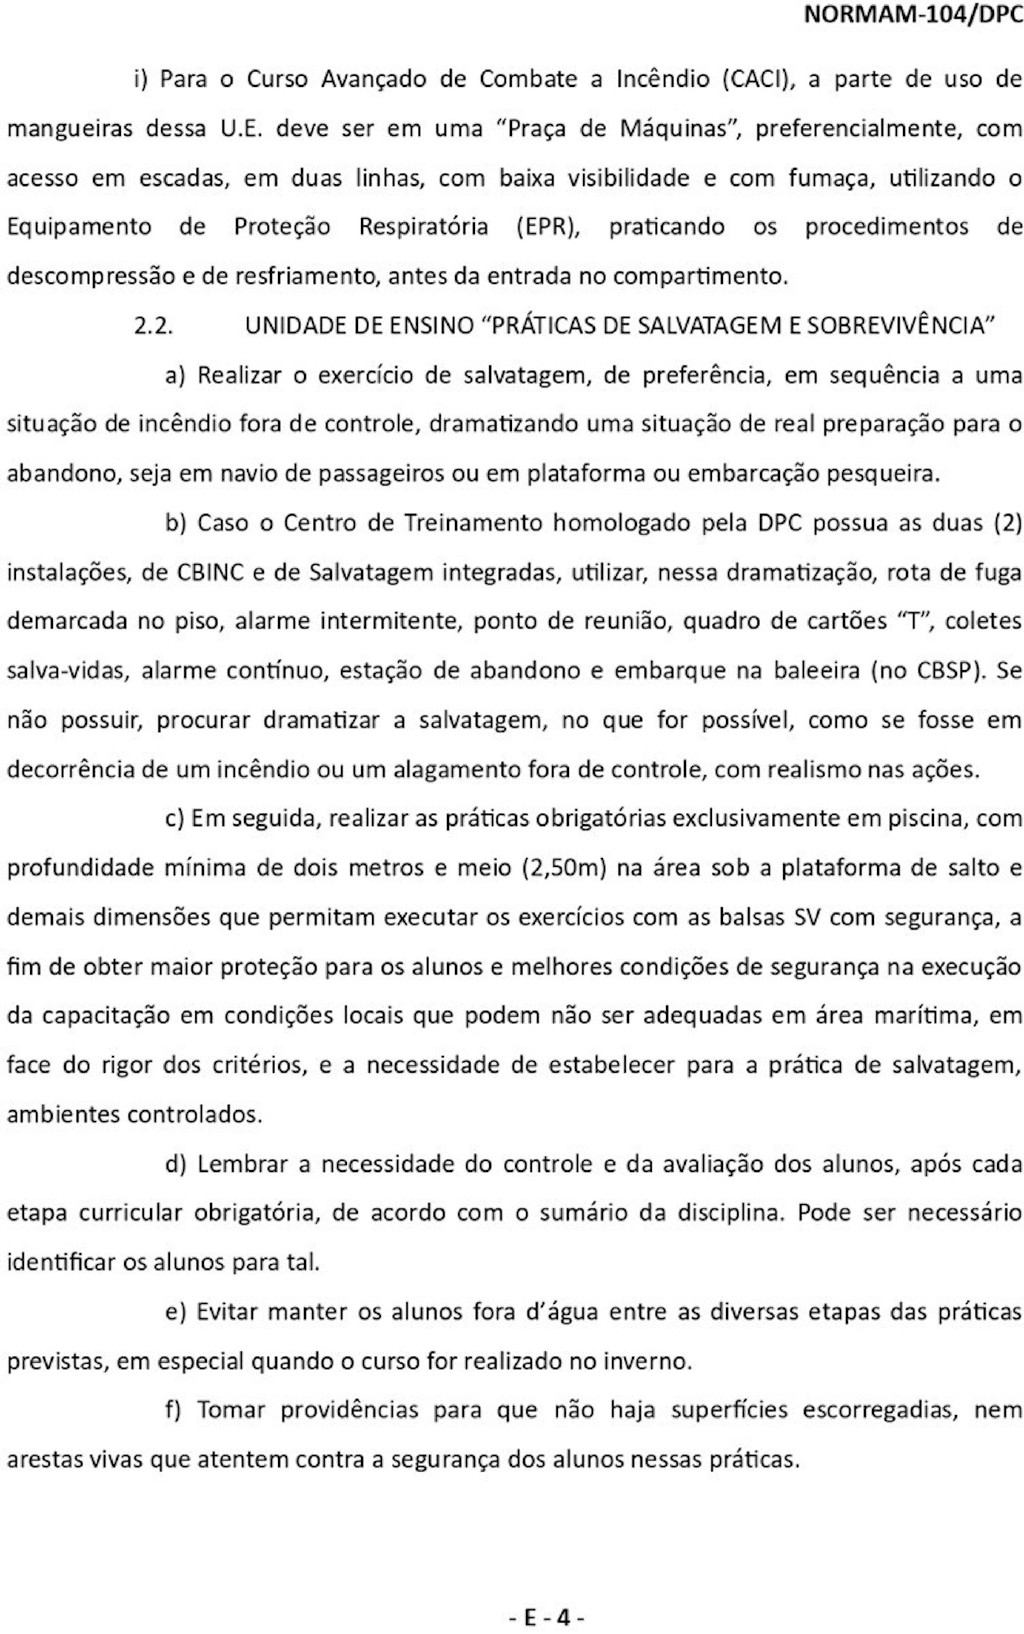 NORMAM-104/DPC
i) Para o Curso Avançado de Combate a Incêndio (CACI), a parte de uso de
mangueiras dessa U.E. deve ser em uma “Praça de Máquinas”, preferencialmente, com
acesso em escadas, em duas linhas, com baixa visibilidade e com fumaça, utilizando o
Equipamento de Proteção Respiratória (EPR), praticando os procedimentos de
descompressão e de resfriamento, antes da entrada no compartimento.
2.2. UNIDADE DE ENSINO “PRÁTICAS DE SALVATAGEM E SOBREVIVÊNCIA”
a) Realizar o exercício de salvatagem, de preferência, em sequência a uma
situação de incêndio fora de controle, dramatizando uma situação de real preparação para o
abandono, seja em navio de passageiros ou em plataforma ou embarcação pesqueira.
b) Caso o Centro de Treinamento homologado pela DPC possua as duas (2)
instalações, de CBINC e de Salvatagem integradas, utilizar, nessa dramatização, rota de fuga
demarcada no piso, alarme intermitente, ponto de reunião, quadro de cartões “T”, coletes
salva-vidas, alarme contínuo, estação de abandono e embarque na baleeira (no CBSP). Se
não possuir, procurar dramatizar a salvatagem, no que for possível, como se fosse em
decorrência de um incêndio ou um alagamento fora de controle, com realismo nas ações.
c) Em seguida, realizar as práticas obrigatórias exclusivamente em piscina, com
profundidade mínima de dois metros e meio (2,50m) na área sob a plataforma de salto e
demais dimensões que permitam executar os exercícios com as balsas SV com segurança, a
fim de obter maior proteção para os alunos e melhores condições de segurança na execução
da capacitação em condições locais que podem não ser adequadas em área marítima, em
face do rigor dos critérios, e a necessidade de estabelecer para a prática de salvatagem,
ambientes controlados.
d) Lembrar a necessidade do controle e da avaliação dos alunos, após cada
etapa curricular obrigatória, de acordo com o sumário da disciplina. Pode ser necessário
identificar os alunos para tal.
e) Evitar manter os alunos fora d’água entre as diversas etapas das práticas
previstas, em especial quando o curso for realizado no inverno.
f) Tomar providências para que não haja superfícies escorregadias, nem
arestas vivas que atentem contra a segurança dos alunos nessas práticas.
- E - 4 -